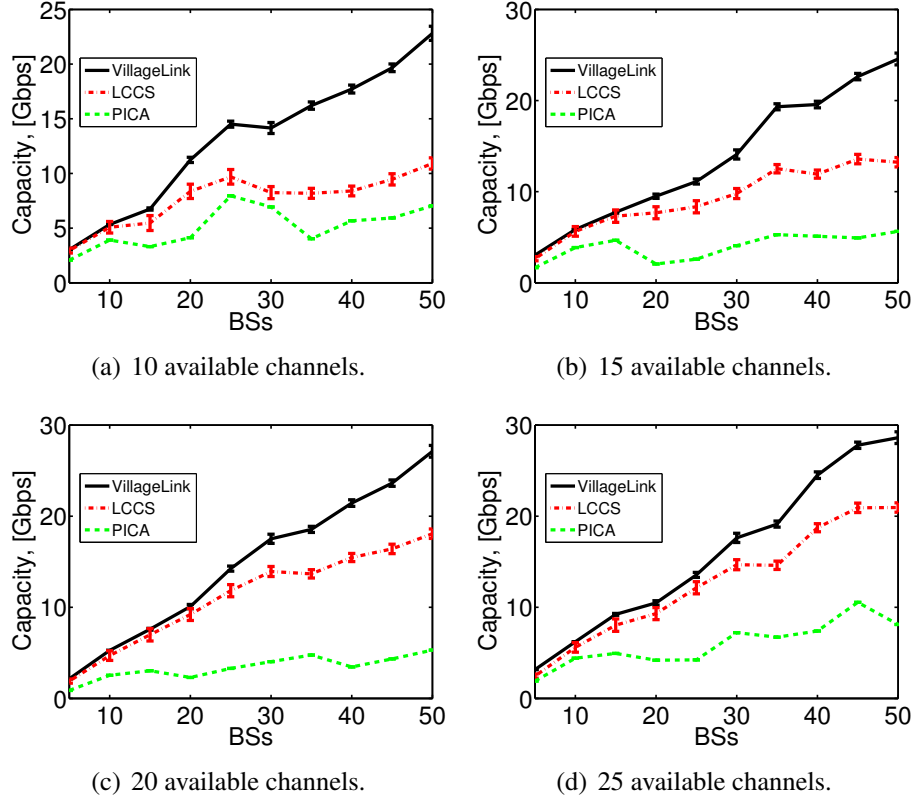 25
20
15
10
5
0
Capacity, [Gbps]
VillageLink
LCCS
PICA
10 20 30 40 50
BSs
(a) 10 available channels.
30
20
10
0
Capacity, [Gbps]
VillageLink
LCCS
PICA
10 20 30 40 50
BSs
(b) 15 available channels.
30
20
10
0
Capacity, [Gbps]
VillageLink
LCCS
PICA
10 20 30 40 50
BSs
(c) 20 available channels.
30
20
10
0
Capacity, [Gbps]
VillageLink
LCCS
PICA
10 20 30 40 50
BSs
(d) 25 available channels.